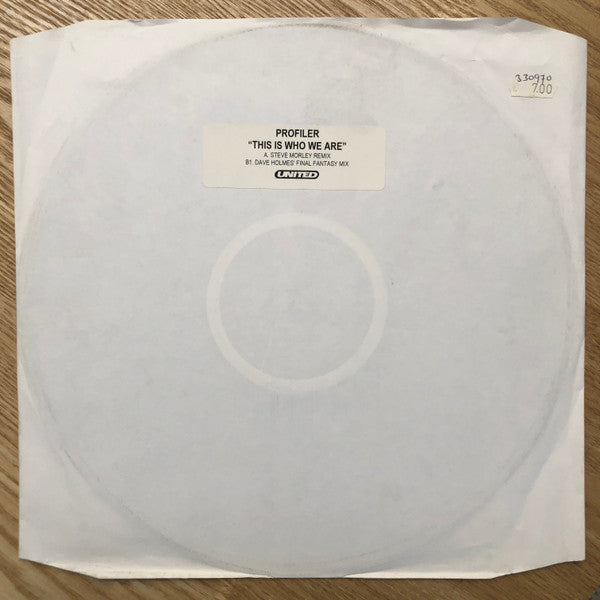 330970
7.00
PROFILER
"THIS IS WHO WE ARE"
A. STEVE MORLEY REMIX
B1. DAVE HOLMES' FINAL FANTASY MIX
UNITED